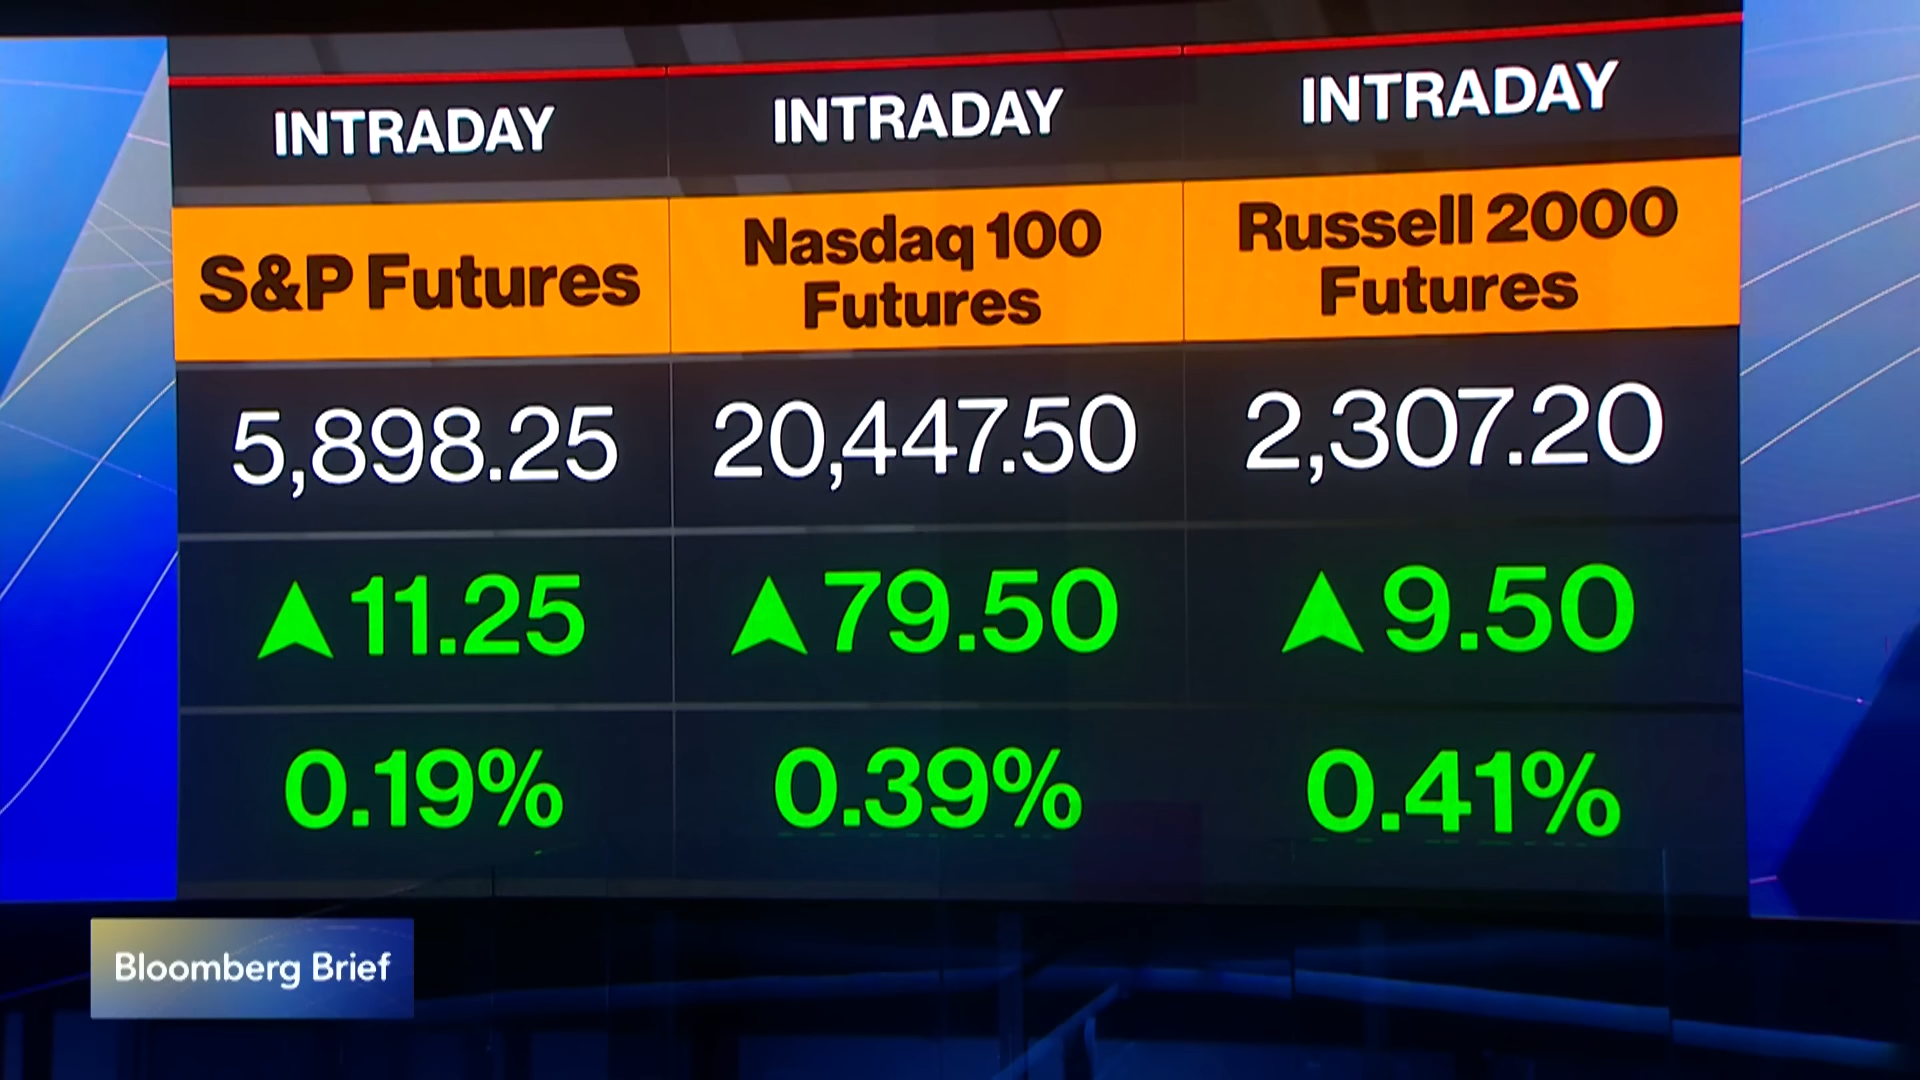 INTRADAY INTRADAY INTRADAY
S&P Futures
Nasdaq 100
Futures
Russell 2000
Futures
5,898.25 20,447.50 2,307.20
▲11.25 ▲79.50 ▲9.50
0.19% 0.39% 0.41%
Bloomberg Brief